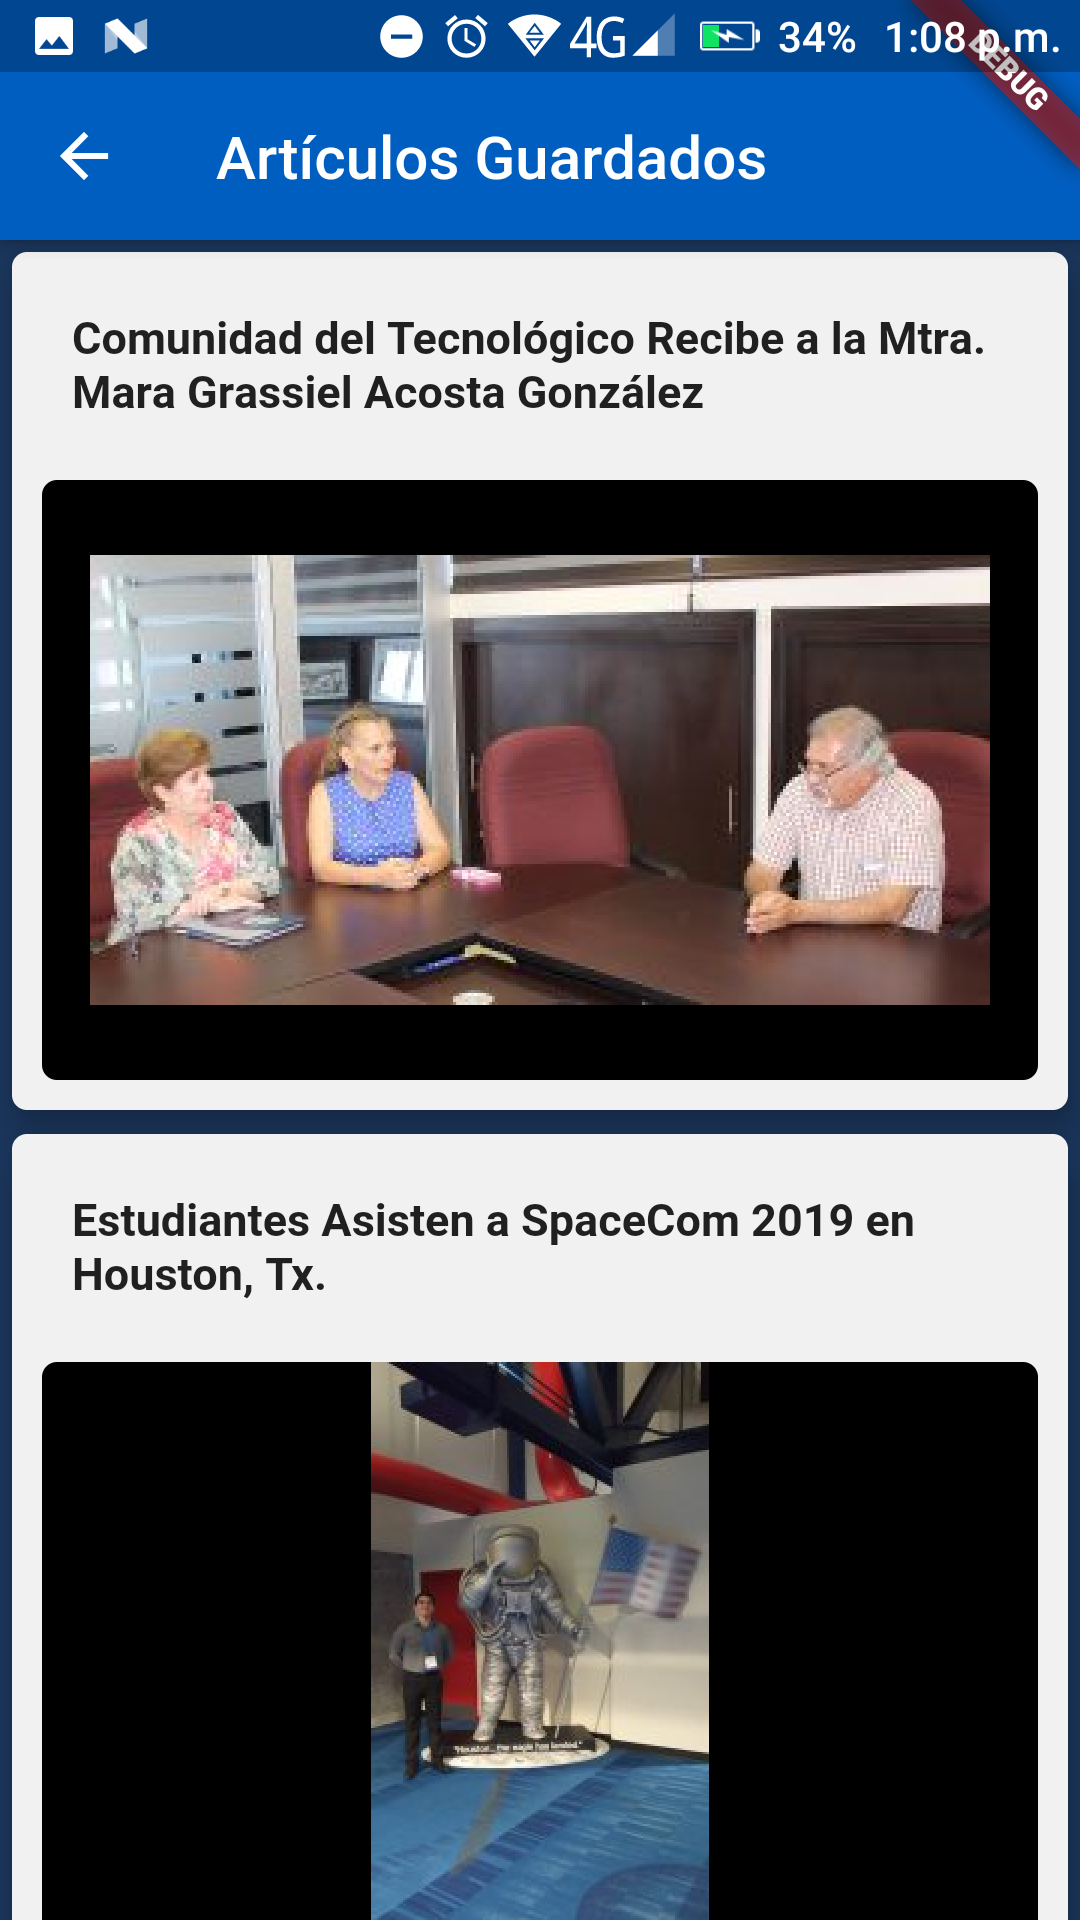 4G 34% 1:08 p.m.
DEBUG
Artículos Guardados
Comunidad del Tecnológico Recibe a la Mtra.
Mara Grassiel Acosta González
Estudiantes Asisten a SpaceCom 2019 en
Houston, Tx.